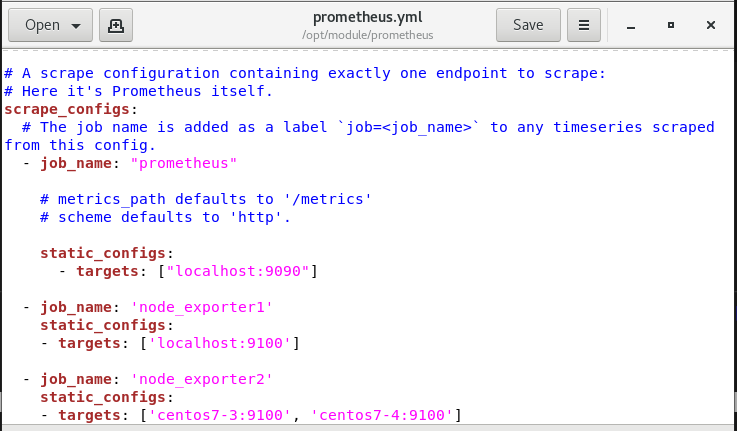 Open
prometheus.yml
/opt/module/prometheus
Save
# A scrape configuration containing exactly one endpoint to scrape:
# Here it's Prometheus itself.
scrape_configs:
  # The job name is added as a label `job=<job_name>` to any timeseries scraped
from this config.
  - job_name: "prometheus"
    # metrics_path defaults to '/metrics'
    # scheme defaults to 'http'.
    static_configs:
      - targets: ["localhost:9090"]
  - job_name: 'node_exporter1'
    static_configs:
    - targets: ['localhost:9100']
  - job_name: 'node_exporter2'
    static_configs:
    - targets: ['centos7-3:9100', 'centos7-4:9100']